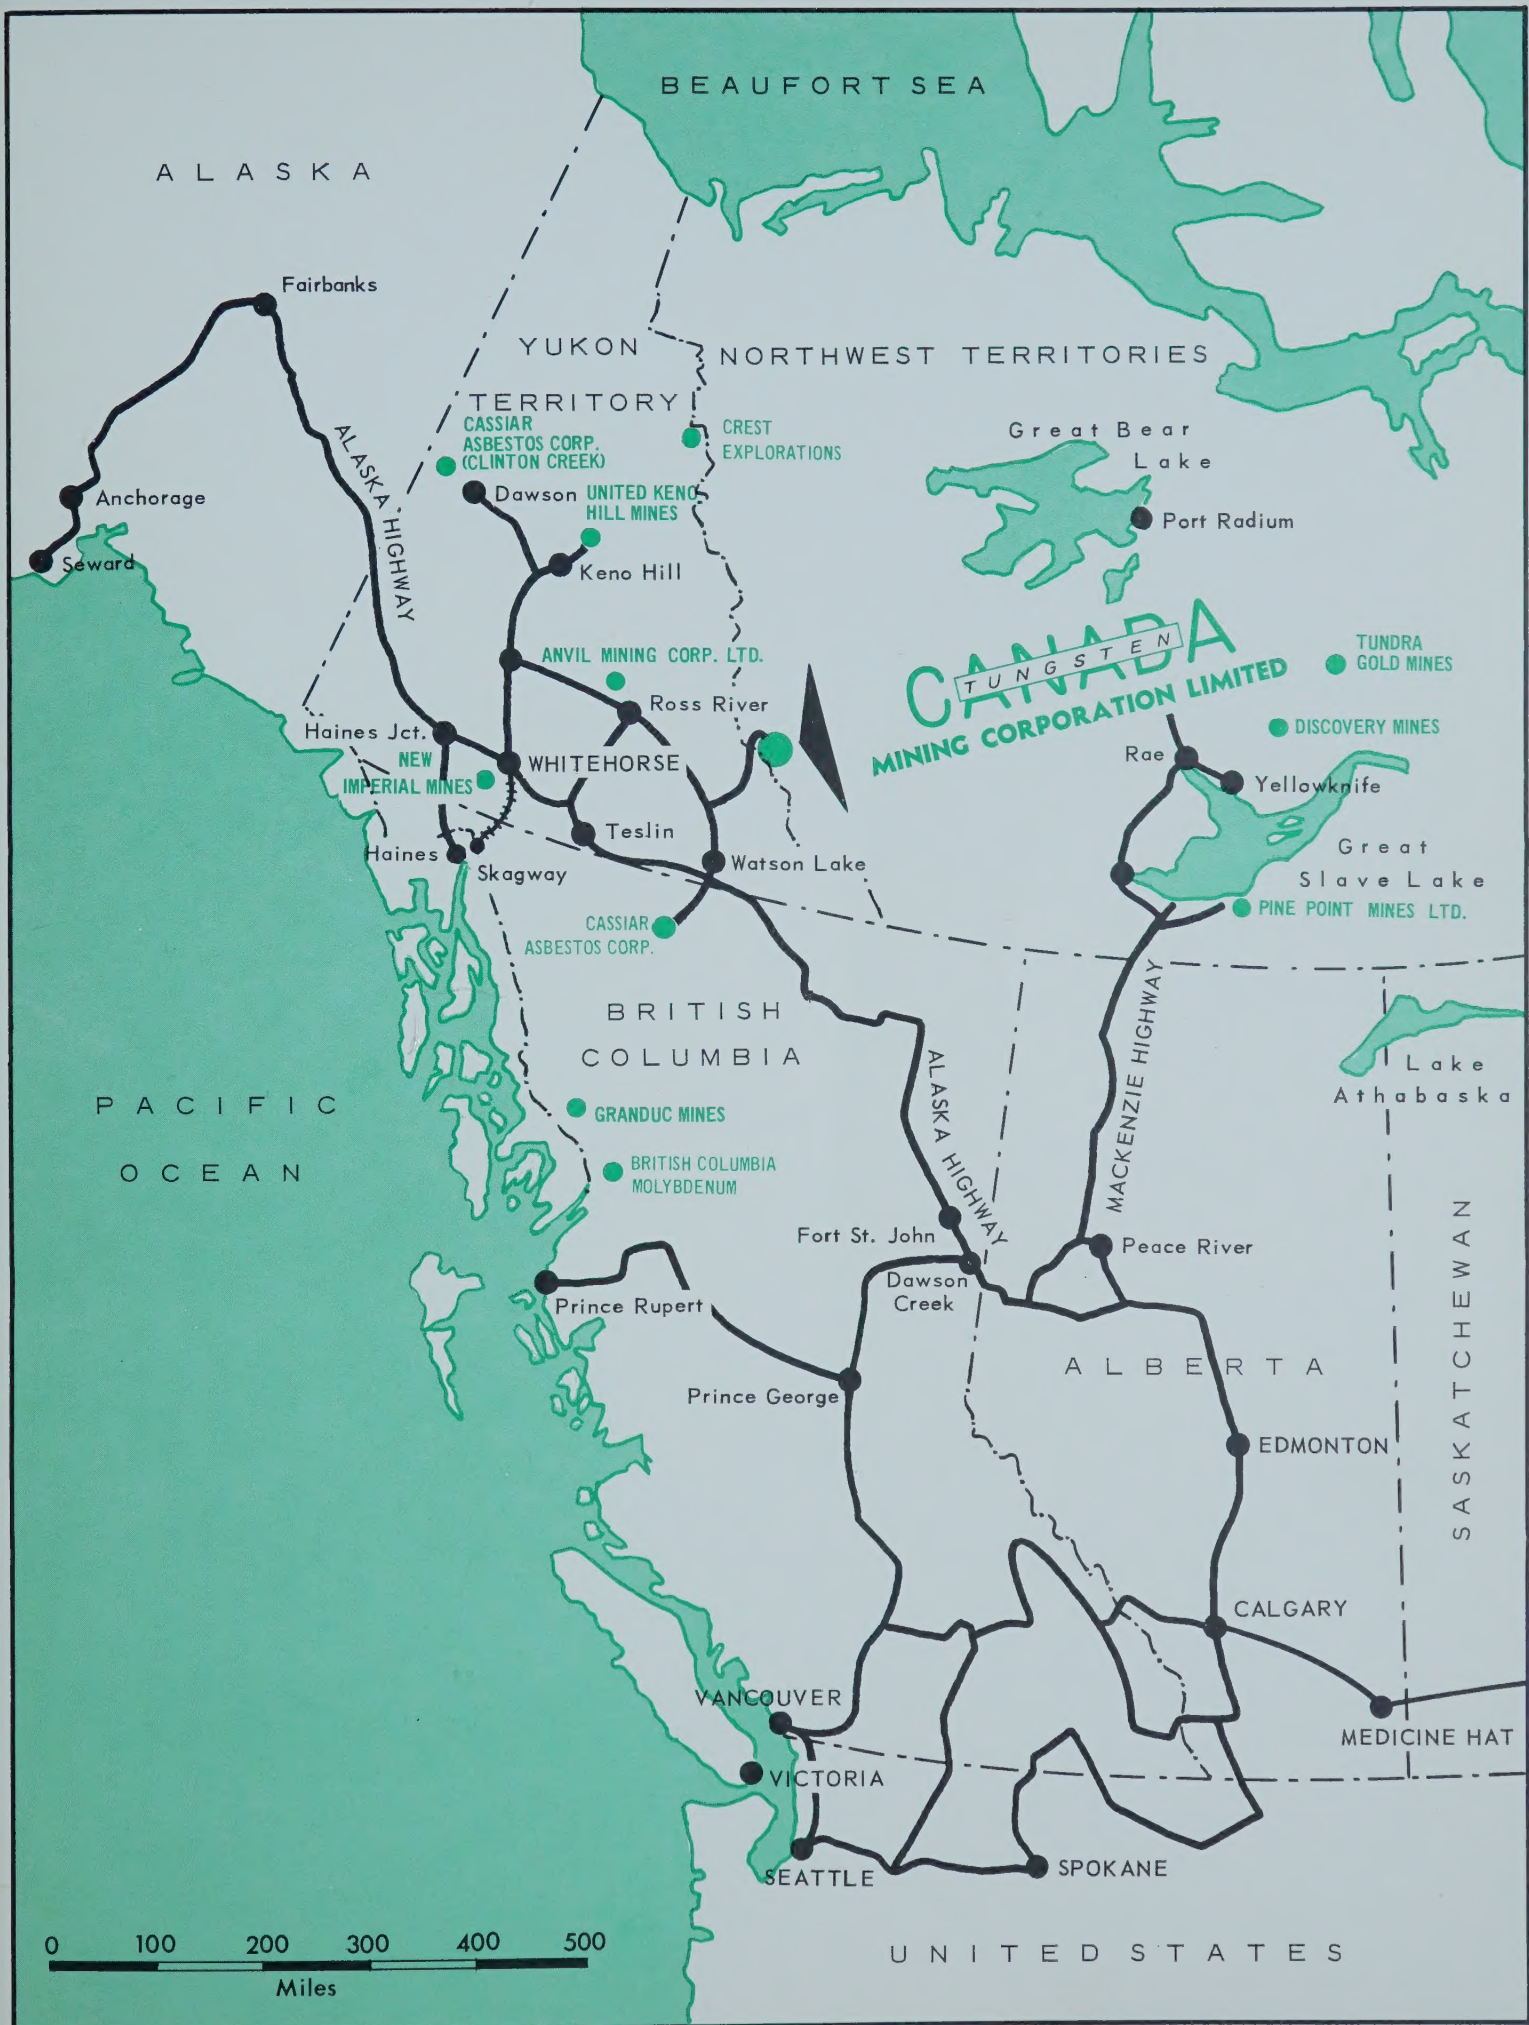 BEAUFORT SEA
ALASKA
Fairbanks
YUKON
TERRITORY
NORTHWEST TERRITORIES
CASSIAR
ASBESTOS CORP.
(CLINTON CREEK)
CREST
EXPLORATIONS
Great Bear
Lake
ALASKA HIGHWAY
Anchorage
Dawson
UNITED KENO
HILL MINES
Port Radium
Seward
Keno Hill
CANADA
TUNGSTEN
MINING CORPORATION LIMITED
TUNDRA
GOLD MINES
ANVIL MINING CORP. LTD.
Ross River
Haines Jct.
DISCOVERY MINES
NEW
IMPERIAL MINES
WHITEHORSE
Rae
Yellowknife
Teslin
Haines
Skagway
Watson Lake
Great
Slave Lake
CASSIAR
ASBESTOS CORP.
PINE POINT MINES LTD.
BRITISH
COLUMBIA
ALASKA HIGHWAY
MACKENZIE HIGHWAY
Lake
Athabaska
PACIFIC
OCEAN
GRANDUC MINES
BRITISH COLUMBIA
MOLYBDENUM
SASKATCHEWAN
Fort St. John
Peace River
Dawson
Creek
Prince Rupert
ALBERTA
Prince George
EDMONTON
CALGARY
VANCOUVER
MEDICINE HAT
VICTORIA
SEATTLE
SPOKANE
UNITED STATES
0 100 200 300 400 500
Miles